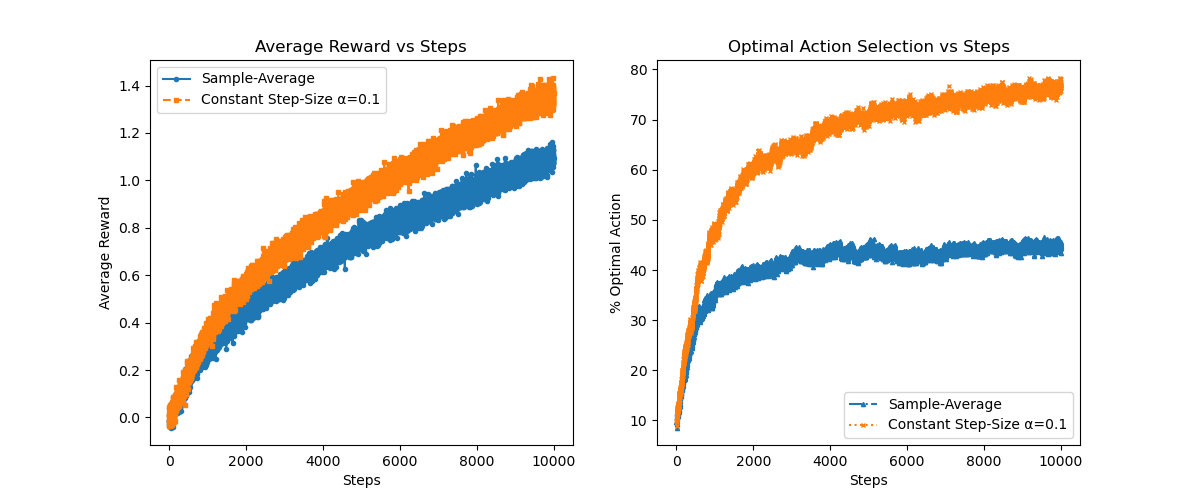 Average Reward vs Steps
Sample-Average
Constant Step-Size α=0.1
1.4
1.2
1.0
0.8
0.6
0.4
0.2
0.0
Average Reward
0 2000 4000 6000 8000 10000
Steps
Optimal Action Selection vs Steps
80
70
60
50
40
30
20
10
% Optimal Action
Sample-Average
Constant Step-Size α=0.1
0 2000 4000 6000 8000 10000
Steps